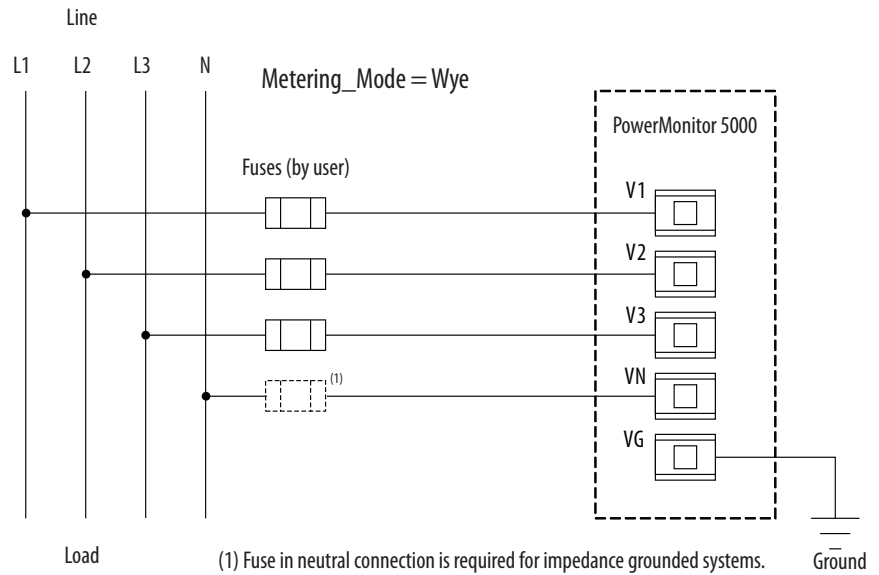 Line
L1 L2 L3 N
Metering_Mode = Wye
PowerMonitor 5000
Fuses (by user)
V1
V2
V3
(1)
VN
VG
Load
(1) Fuse in neutral connection is required for impedance grounded systems.
Ground